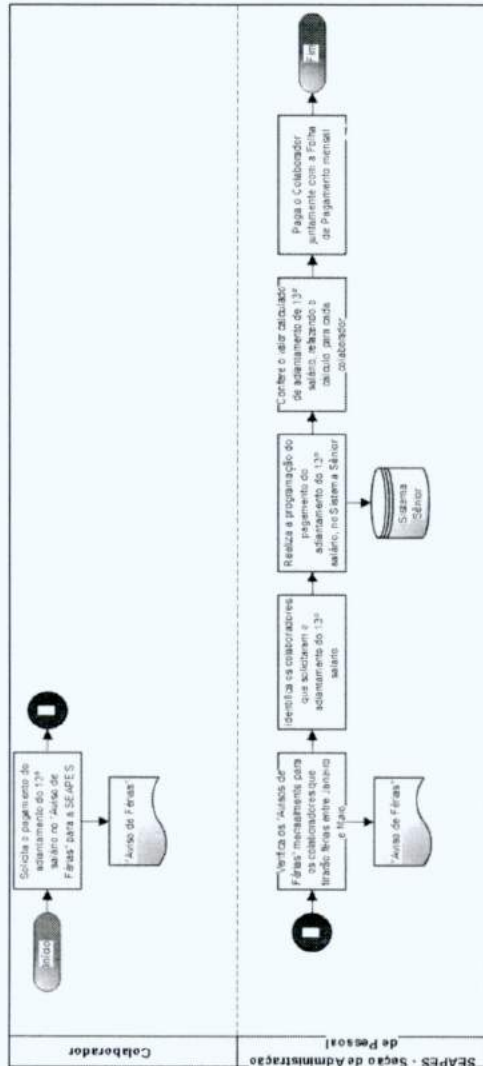 Colaborador
Início
Solicita o pagamento do
adiantamento do 13º
salário no "Aviso de
Férias" para a SEAPES
"Aviso de Férias"
SEAPES - Seção de Administração
de Pessoal
Verifica os "Avisos de
Férias" mensalmente para
os colaboradores que
tirarão férias entre Janeiro
e
"Aviso de Férias"
Identifica os colaboradores
que solicitaram o
adiantamento do 13º
salário
Realiza a programação do
pagamento do
adiantamento do 13º
salário, no Sistema Sênior
Sistema
Sênior
Confere o valor calculado
de adiantamento de 13º
salário, refazendo o
cálculo para cada
colaborador
Paga o Colaborador
juntamente com a Folha
de Pagamento mensal
Fim